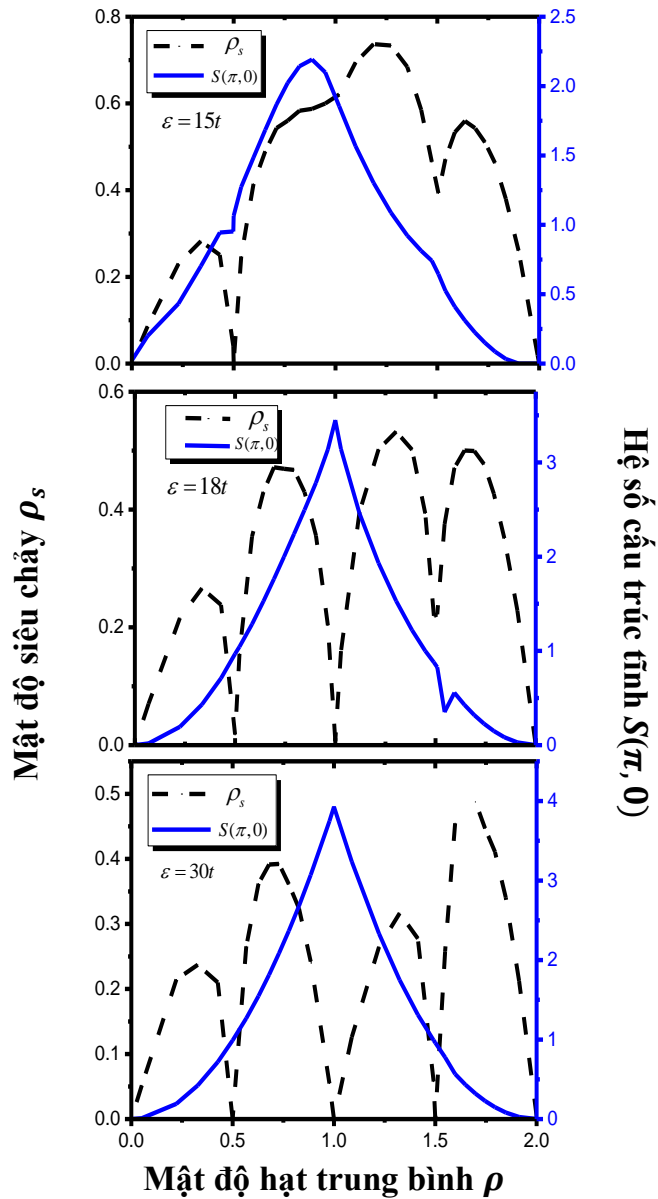 Mật độ siêu chảy ρₛ
Hệ số cấu trúc tĩnh S(π, 0)
0.8
0.6
0.4
0.2
0.0
2.5
2.0
1.5
1.0
0.5
0.0
ρₛ
S(π,0)
ε = 15t
0.6
0.4
0.2
0.0
3
2
1
0
ρₛ
S(π,0)
ε = 18t
0.5
0.4
0.3
0.2
0.1
0.0
4
3
2
1
0
ρₛ
S(π,0)
ε = 30t
0.0 0.5 1.0 1.5 2.0
Mật độ hạt trung bình ρ